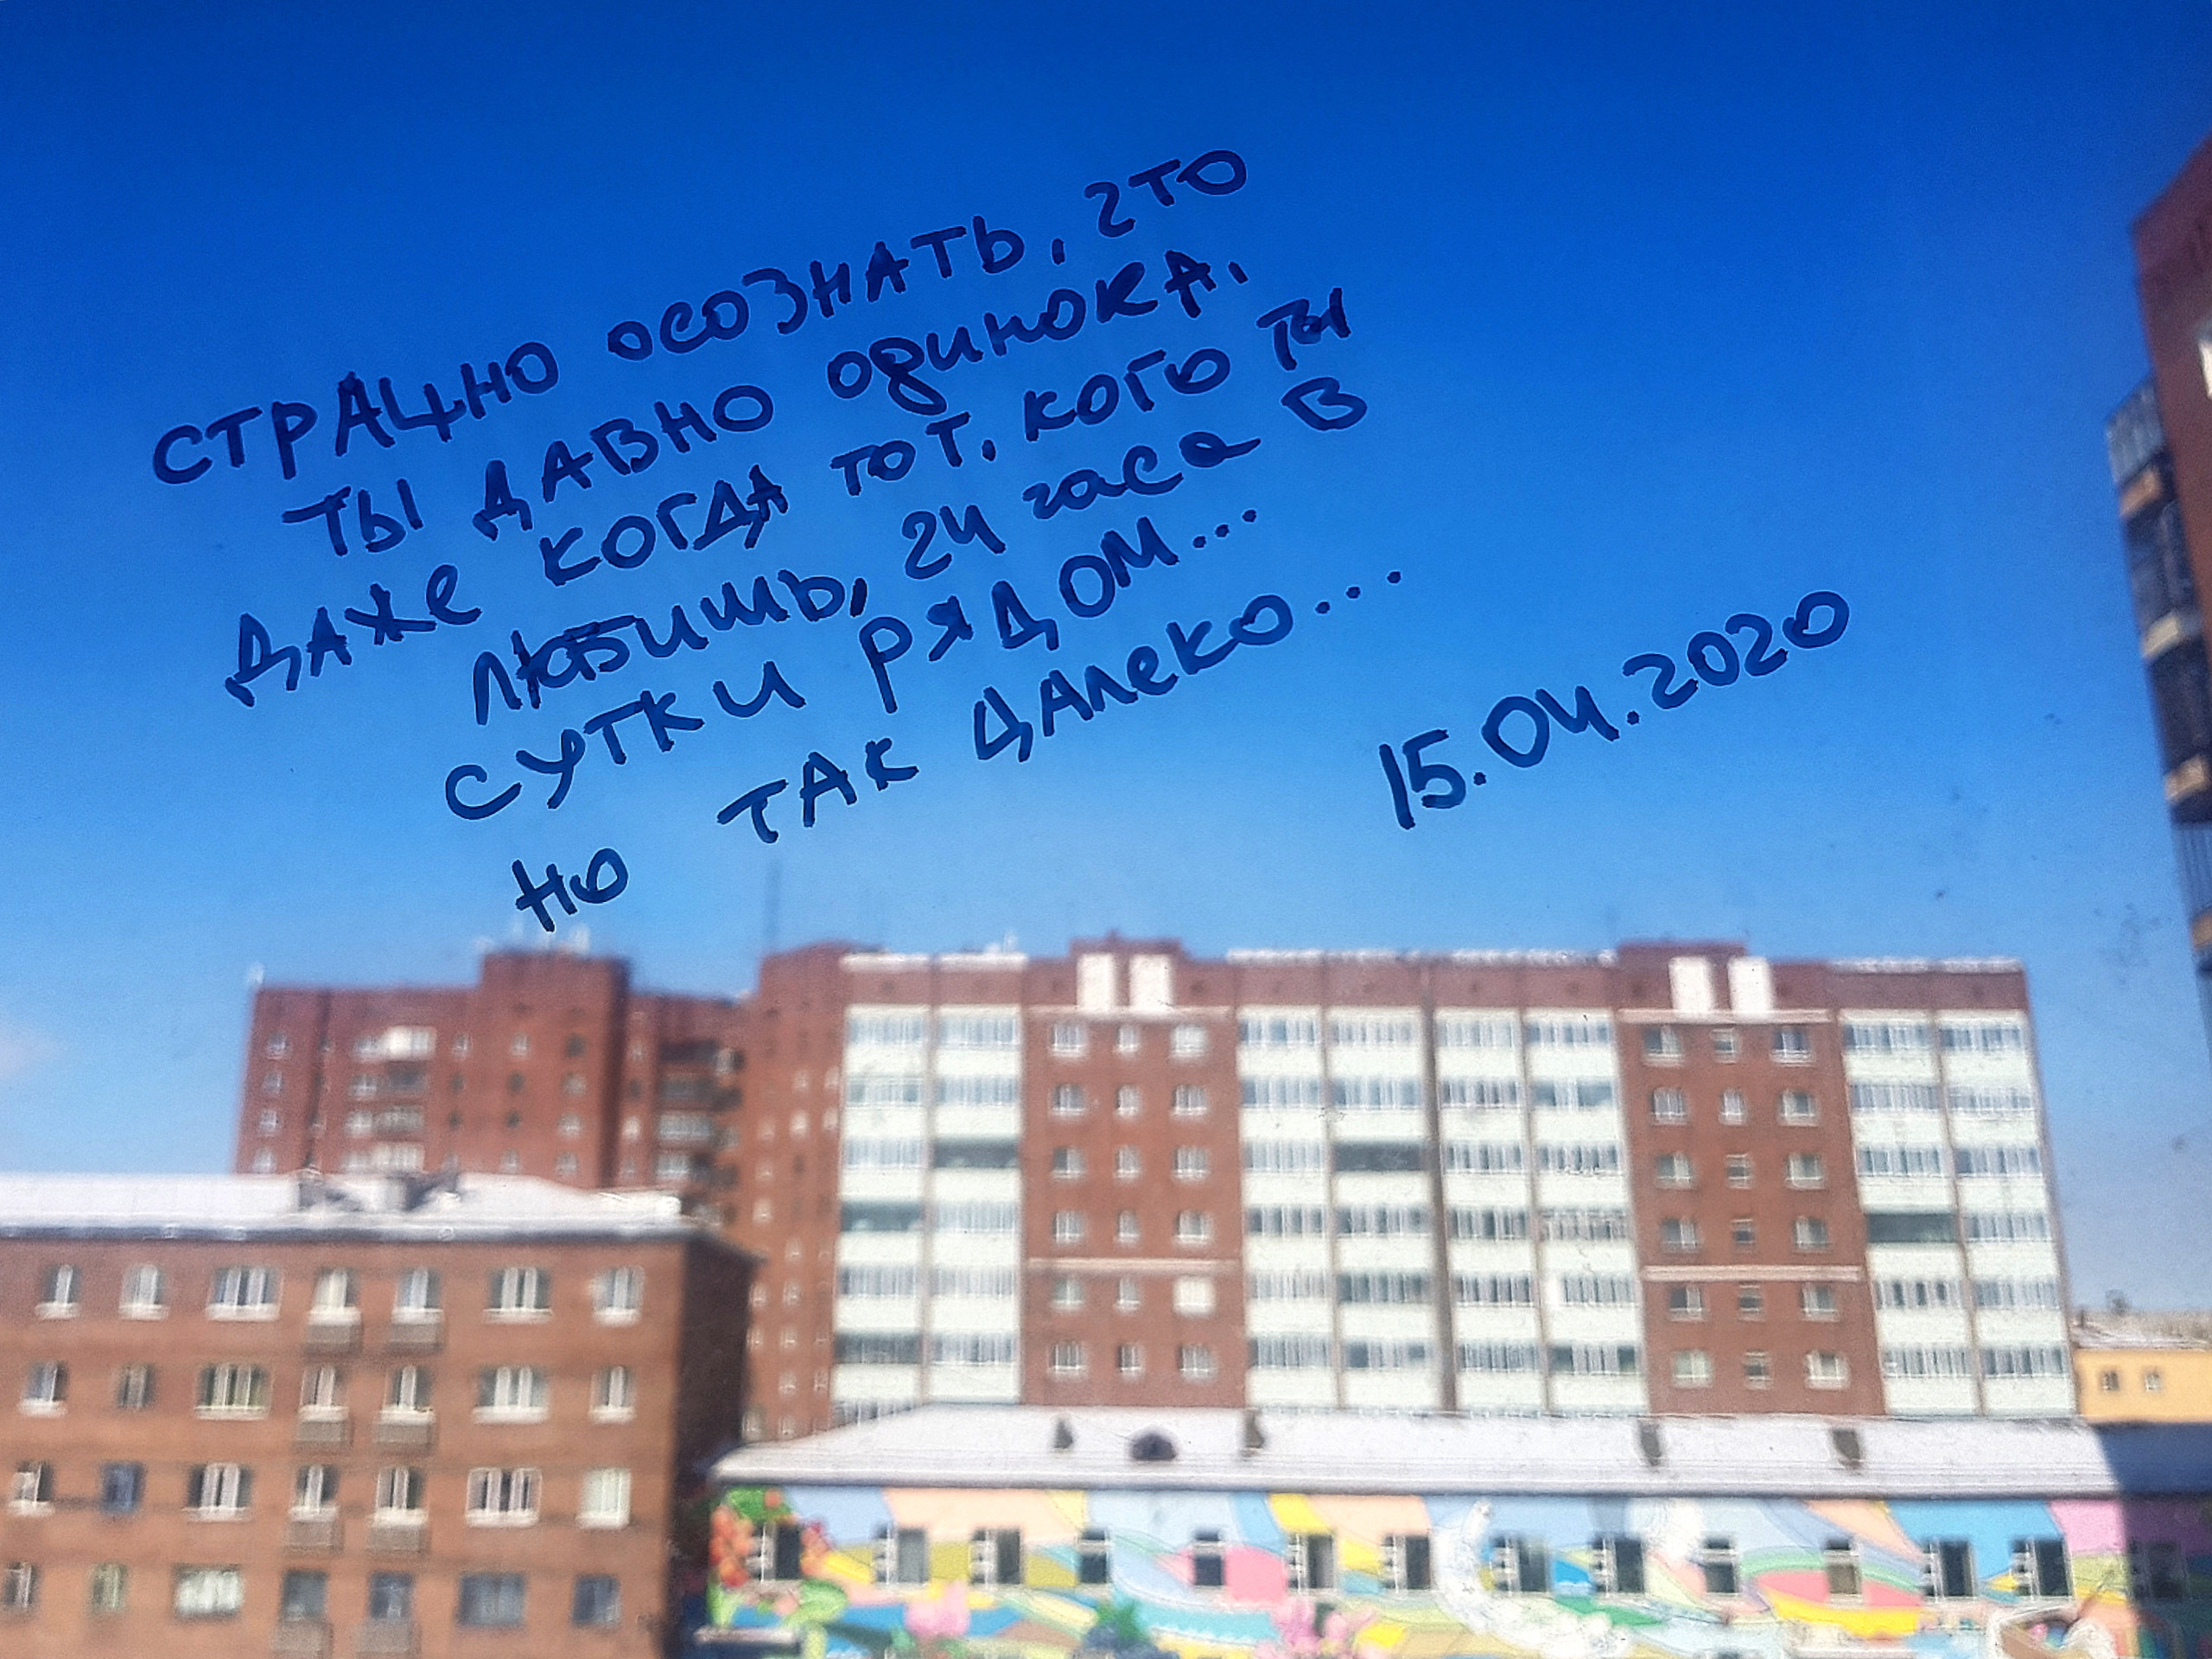 СТРАШНО ОСОЗНАТЬ, ЧТО
ТЫ ДАВНО ОДИНОКА,
ДАЖЕ КОГДА ТОТ, КОГО ТЫ
ЛЮБИШЬ, 24 часа В
СУТКИ РЯДОМ...
НО ТАК ДАЛЕКО...
15.04.2020